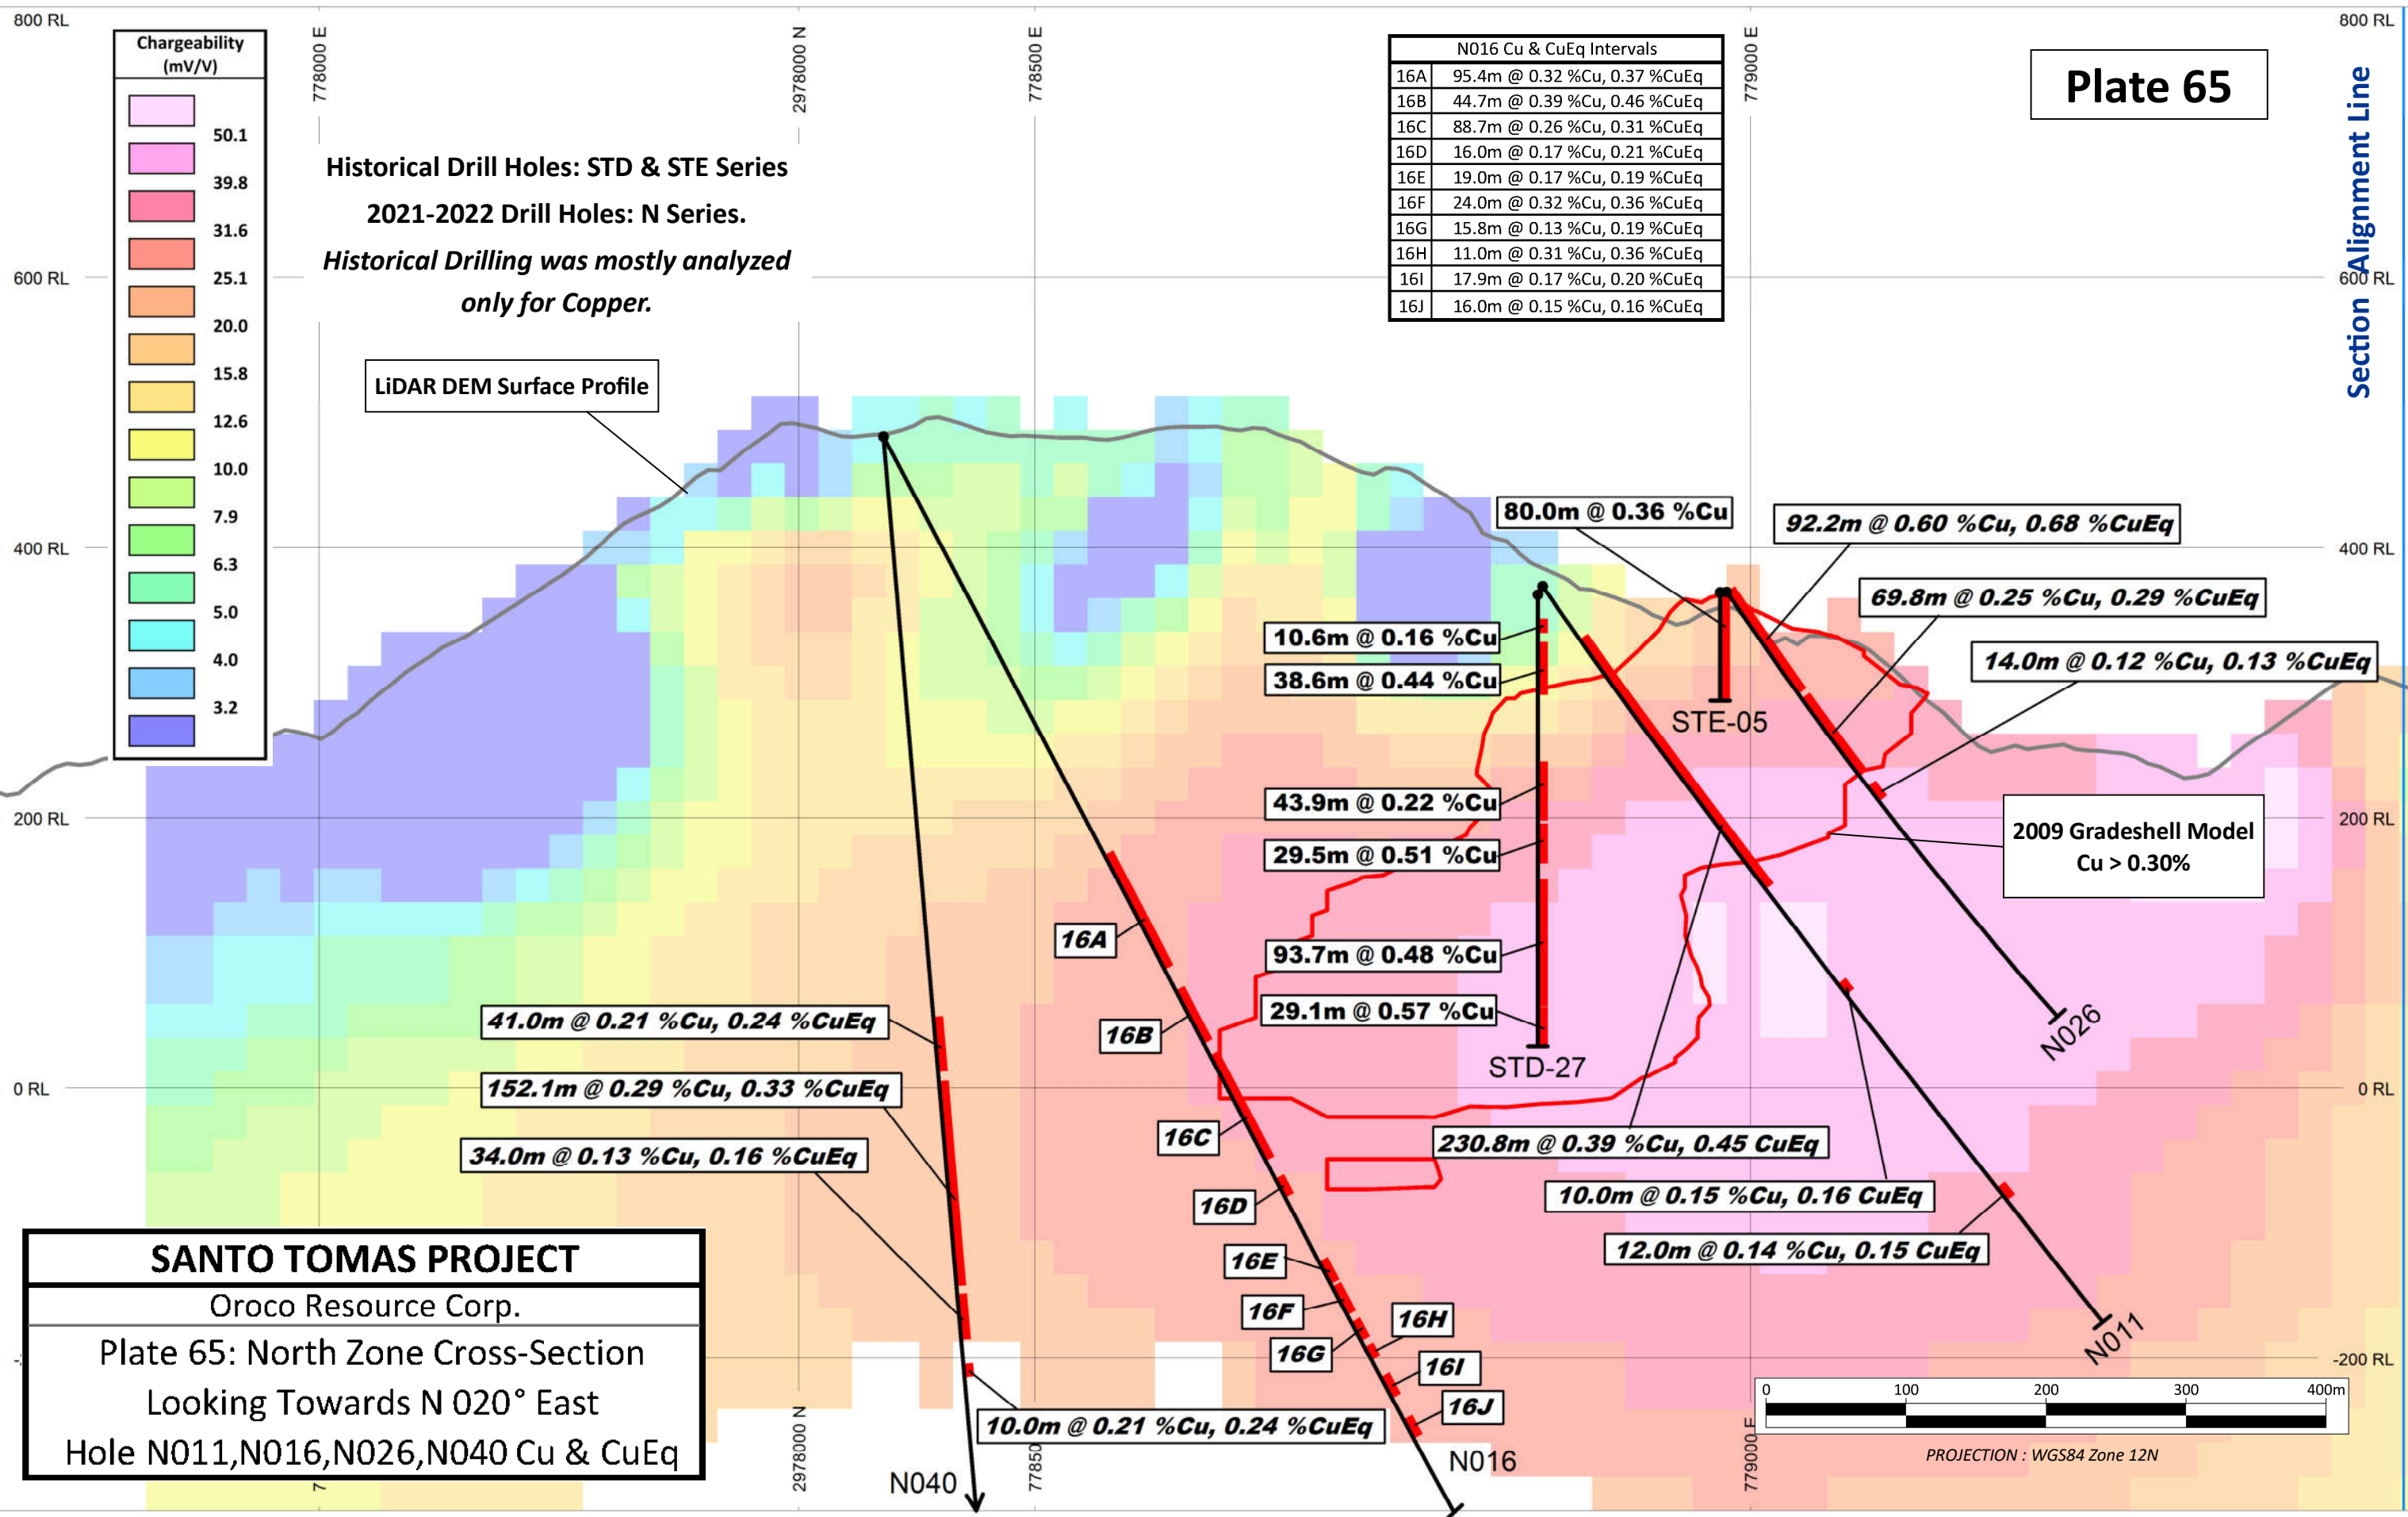 800 RL
800 RL
Chargeability
(mV/V)
50.1
39.8
31.6
25.1
20.0
15.8
12.6
10.0
7.9
6.3
5.0
4.0
3.2
778000 E
2978000 N
778500 E
779000 E
Historical Drill Holes: STD & STE Series
2021-2022 Drill Holes: N Series.
Historical Drilling was mostly analyzed
only for Copper.
N016 Cu & CuEq Intervals
16A 95.4m @ 0.32 %Cu, 0.37 %CuEq
16B 44.7m @ 0.39 %Cu, 0.46 %CuEq
16C 88.7m @ 0.26 %Cu, 0.31 %CuEq
16D 16.0m @ 0.17 %Cu, 0.21 %CuEq
16E 19.0m @ 0.17 %Cu, 0.19 %CuEq
16F 24.0m @ 0.32 %Cu, 0.36 %CuEq
16G 15.8m @ 0.13 %Cu, 0.19 %CuEq
16H 11.0m @ 0.31 %Cu, 0.36 %CuEq
16I 17.9m @ 0.17 %Cu, 0.20 %CuEq
16J 16.0m @ 0.15 %Cu, 0.16 %CuEq
Plate 65
Section Alignment Line
600 RL
600 RL
LiDAR DEM Surface Profile
400 RL
400 RL
80.0m @ 0.36 %Cu
92.2m @ 0.60 %Cu, 0.68 %CuEq
69.8m @ 0.25 %Cu, 0.29 %CuEq
14.0m @ 0.12 %Cu, 0.13 %CuEq
10.6m @ 0.16 %Cu
38.6m @ 0.44 %Cu
STE-05
43.9m @ 0.22 %Cu
29.5m @ 0.51 %Cu
200 RL
200 RL
2009 Gradeshell Model
Cu > 0.30%
93.7m @ 0.48 %Cu
29.1m @ 0.57 %Cu
STD-27
N026
16A
16B
16C
16D
16E
16F
16G
16H
16I
16J
41.0m @ 0.21 %Cu, 0.24 %CuEq
152.1m @ 0.29 %Cu, 0.33 %CuEq
34.0m @ 0.13 %Cu, 0.16 %CuEq
0 RL
0 RL
230.8m @ 0.39 %Cu, 0.45 CuEq
10.0m @ 0.15 %Cu, 0.16 CuEq
12.0m @ 0.14 %Cu, 0.15 CuEq
N011
-200 RL
10.0m @ 0.21 %Cu, 0.24 %CuEq
N040
N016
2978000 N
77850
779000 E
SANTO TOMAS PROJECT
Oroco Resource Corp.
Plate 65: North Zone Cross-Section
Looking Towards N 020° East
Hole N011,N016,N026,N040 Cu & CuEq
0 100 200 300 400m
PROJECTION : WGS84 Zone 12N